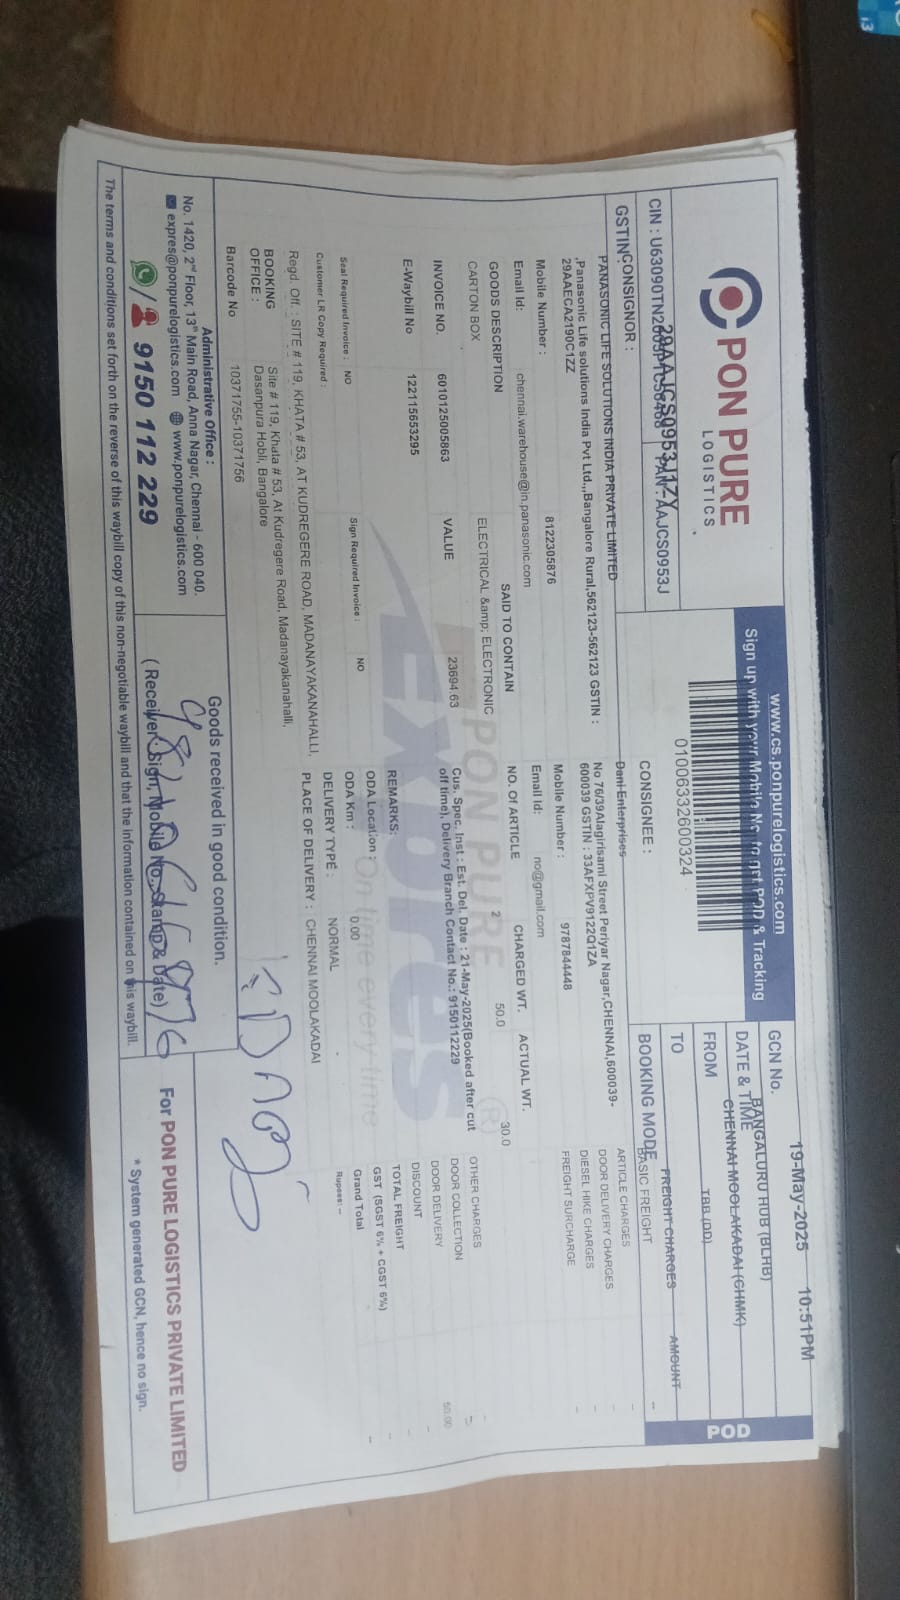 PON PURE
LOGISTICS
www.cs.ponpurelogistics.com
Sign up with your Mobile No. to get POD & Tracking
01006332600324
19-May-2025 10:51PM
GCN No.
BANGALURU HUB (BLHB)
DATE & TIME
CHENNAI MOOLAKADAI (CHMK)
FROM
TBB (DD)
TO
FREIGHT CHARGES AMOUNT
BOOKING MODE
POD
CIN : PAN : AAJCS0953J
29AAJCS0953J1ZY
GSTIN:
CONSIGNOR :
PANASONIC LIFE SOLUTIONS INDIA PRIVATE LIMITED
,Panasonic Life solutions India Pvt Ltd.,,Bangalore Rural,562123-562123 GSTIN :
29AAECA2190C1ZZ
Mobile Number : 8122305876
Email Id: chennai.warehouse@in.panasonic.com
CONSIGNEE :
Dani Enterprises
No 76/39Alagirisami Street Periyar Nagar,CHENNAI,600039-
600039 GSTIN : 33AFXPV9122Q1ZA
Mobile Number : 9787844448
Email Id: no@gmail.com
BASIC FREIGHT
ARTICLE CHARGES
DOOR DELIVERY CHARGES
DIESEL HIKE CHARGES
FREIGHT SURCHARGE
GOODS DESCRIPTION SAID TO CONTAIN NO. Of ARTICLE CHARGED WT. ACTUAL WT.
CARTON BOX ELECTRICAL &amp; ELECTRONIC 2 50.0 30.0
OTHER CHARGES
DOOR COLLECTION
DOOR DELIVERY 50.00
DISCOUNT
TOTAL FREIGHT
GST (SGST 6% + CGST 6%)
Grand Total
Rupees: --
INVOICE NO. 6010125005663 VALUE 23694.63
Cus. Spec. Inst : Est. Del. Date : 21-May-2025(Booked after cut
off time), Delivery Branch Contact No.: 9150112229
E-Waybill No 122115653295
REMARKS:
PON PURE
EXpres
On time every time
Seal Required Invoice : NO Sign Required Invoice : NO
ODA Location :
ODA Km : 0.00
Customer LR Copy Required :
DELIVERY TYPE : NORMAL
Regd. Off. : SITE # 119, KHATA # 53, AT KUDREGERE ROAD, MADANAYAKANAHALLI,
PLACE OF DELIVERY : CHENNAI MOOLAKADAI
BOOKING
OFFICE :
Site # 119, Khata # 53, At Kudregere Road, Madanayakanahalli,
Dasanpura Hobli, Bangalore
Barcode No 10371755-10371756
Administrative Office :
No. 1420, 2nd Floor, 13th Main Road, Anna Nagar, Chennai - 600 040.
expres@ponpurelogistics.com www.ponpurelogistics.com
/ 9150 112 229
Goods received in good condition.
( Receiver Sign, Mobile No., Stamp & Date)
For PON PURE LOGISTICS PRIVATE LIMITED
* System generated GCN, hence no sign.
The terms and conditions set forth on the reverse of this waybill copy of this non-negotiable waybill and that the information contained on this waybill.